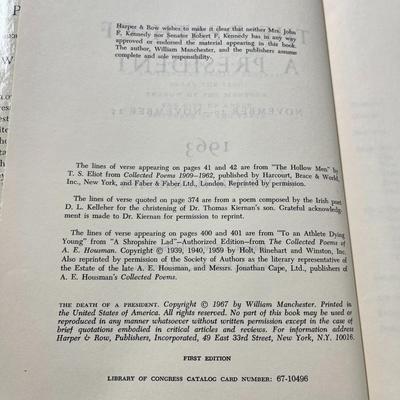 Harper & Row wishes to make it clear that neither Mrs. John
F. Kennedy nor Senator Robert F. Kennedy has in any way
approved or endorsed the material appearing in this book.
The author, William Manchester, and the publishers assume
complete and sole responsibility.
A PRESIDENT
1963
The lines of verse appearing on pages 41 and 42 are from "The Hollow Men" by
T. S. Eliot from Collected Poems 1909–1962, published by Harcourt, Brace & World,
Inc., New York, and Faber & Faber Ltd., London. Reprinted by permission.
The lines of verse quoted on page 374 are from a poem composed by the Irish poet
D. L. Kelleher for the christening of Dr. Thomas Kiernan's son. Grateful acknowledg-
ment is made to Dr. Kiernan for permission to reprint.
The lines of verse appearing on pages 400 and 401 are from "To an Athlete Dying
Young" from "A Shropshire Lad"—Authorized Edition—from The Collected Poems of
A. E. Housman. Copyright © 1939, 1940, 1959 by Holt, Rinehart and Winston, Inc.
Also reprinted by permission of the Society of Authors as the literary representative of
the Estate of the late A. E. Housman, and Messrs. Jonathan Cape, Ltd., publishers of
A. E. Housman's Collected Poems.
THE DEATH OF A PRESIDENT. Copyright © 1967 by William Manchester. Printed in
the United States of America. All rights reserved. No part of this book may be used or
reproduced in any manner whatsoever without written permission except in the case of
brief quotations embodied in critical articles and reviews. For information address
Harper & Row, Publishers, Incorporated, 49 East 33rd Street, New York, N.Y. 10016.
FIRST EDITION
LIBRARY OF CONGRESS CATALOG CARD NUMBER: 67-10496